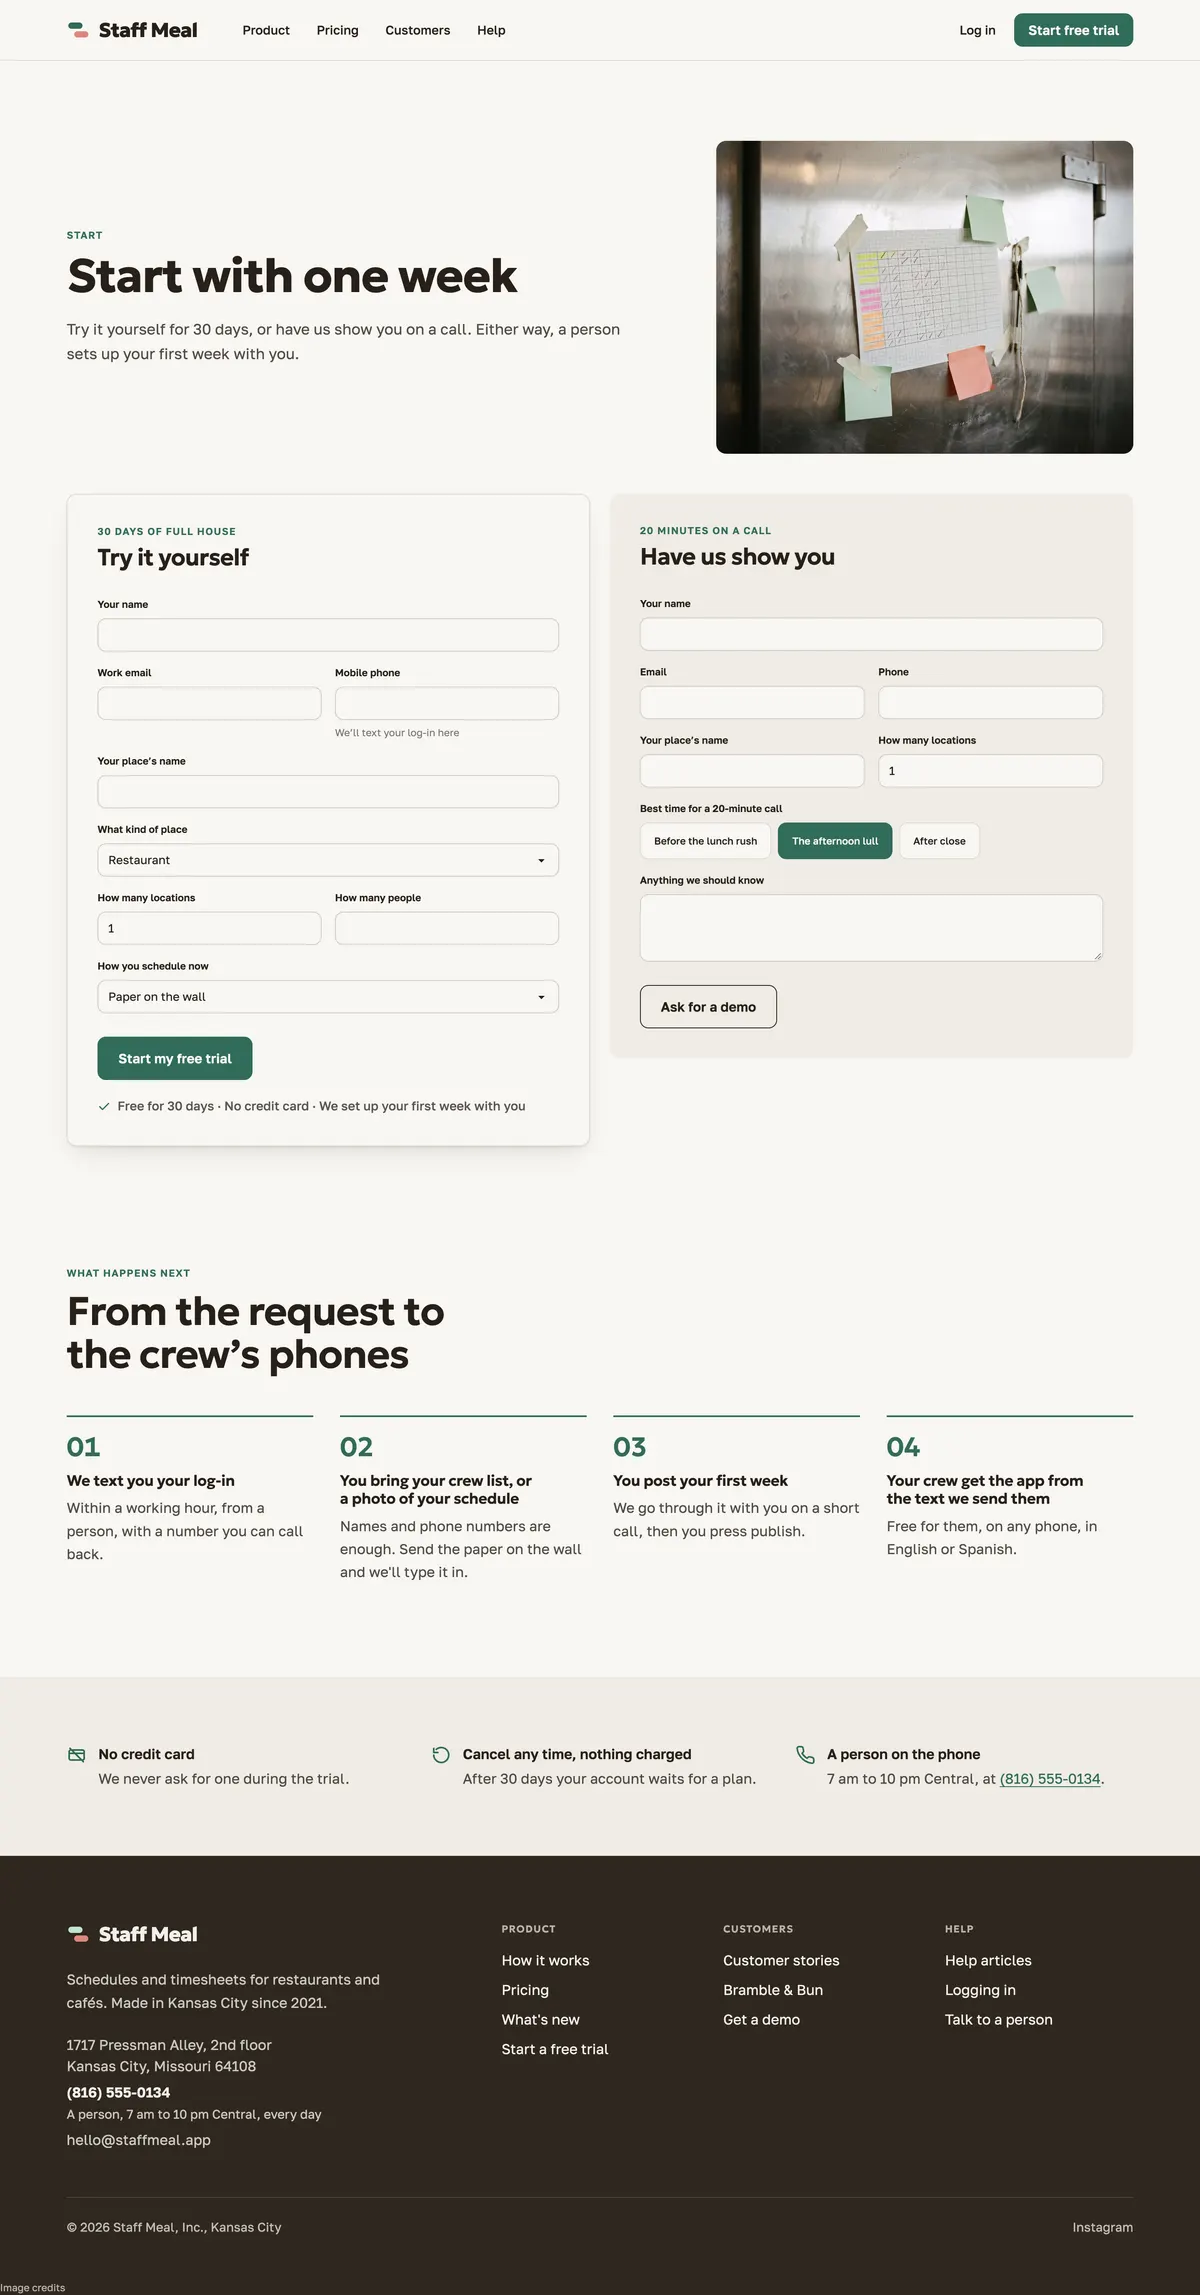 Staff Meal
Product
Pricing
Customers
Help
Log in
Start free trial
START
Start with one week
Try it yourself for 30 days, or have us show you on a call. Either way, a person
sets up your first week with you.
30 DAYS OF FULL HOUSE
Try it yourself
Your name
Work email
Mobile phone
We'll text your log-in here
Your place's name
What kind of place
Restaurant
How many locations
How many people
1
How you schedule now
Paper on the wall
Start my free trial
Free for 30 days · No credit card · We set up your first week with you
20 MINUTES ON A CALL
Have us show you
Your name
Email
Phone
Your place's name
How many locations
1
Best time for a 20-minute call
Before the lunch rush
The afternoon lull
After close
Anything we should know
Ask for a demo
WHAT HAPPENS NEXT
From the request to
the crew’s phones
01
We text you your log-in
Within a working hour, from a
person, with a number you can call
back.
02
You bring your crew list, or
a photo of your schedule
Names and phone numbers are
enough. Send the paper on the wall
and we'll type it in.
03
You post your first week
We go through it with you on a short
call, then you press publish.
04
Your crew get the app from
the text we send them
Free for them, on any phone, in
English or Spanish.
No credit card
We never ask for one during the trial.
Cancel any time, nothing charged
After 30 days your account waits for a plan.
A person on the phone
7 am to 10 pm Central, at (816) 555-0134.
Staff Meal
Schedules and timesheets for restaurants and
cafés. Made in Kansas City since 2021.
1717 Pressman Alley, 2nd floor
Kansas City, Missouri 64108
(816) 555-0134
A person, 7 am to 10 pm Central, every day
hello@staffmeal.app
PRODUCT
How it works
Pricing
What's new
Start a free trial
CUSTOMERS
Customer stories
Bramble & Bun
Get a demo
HELP
Help articles
Logging in
Talk to a person
© 2026 Staff Meal, Inc., Kansas City
Instagram
Image credits